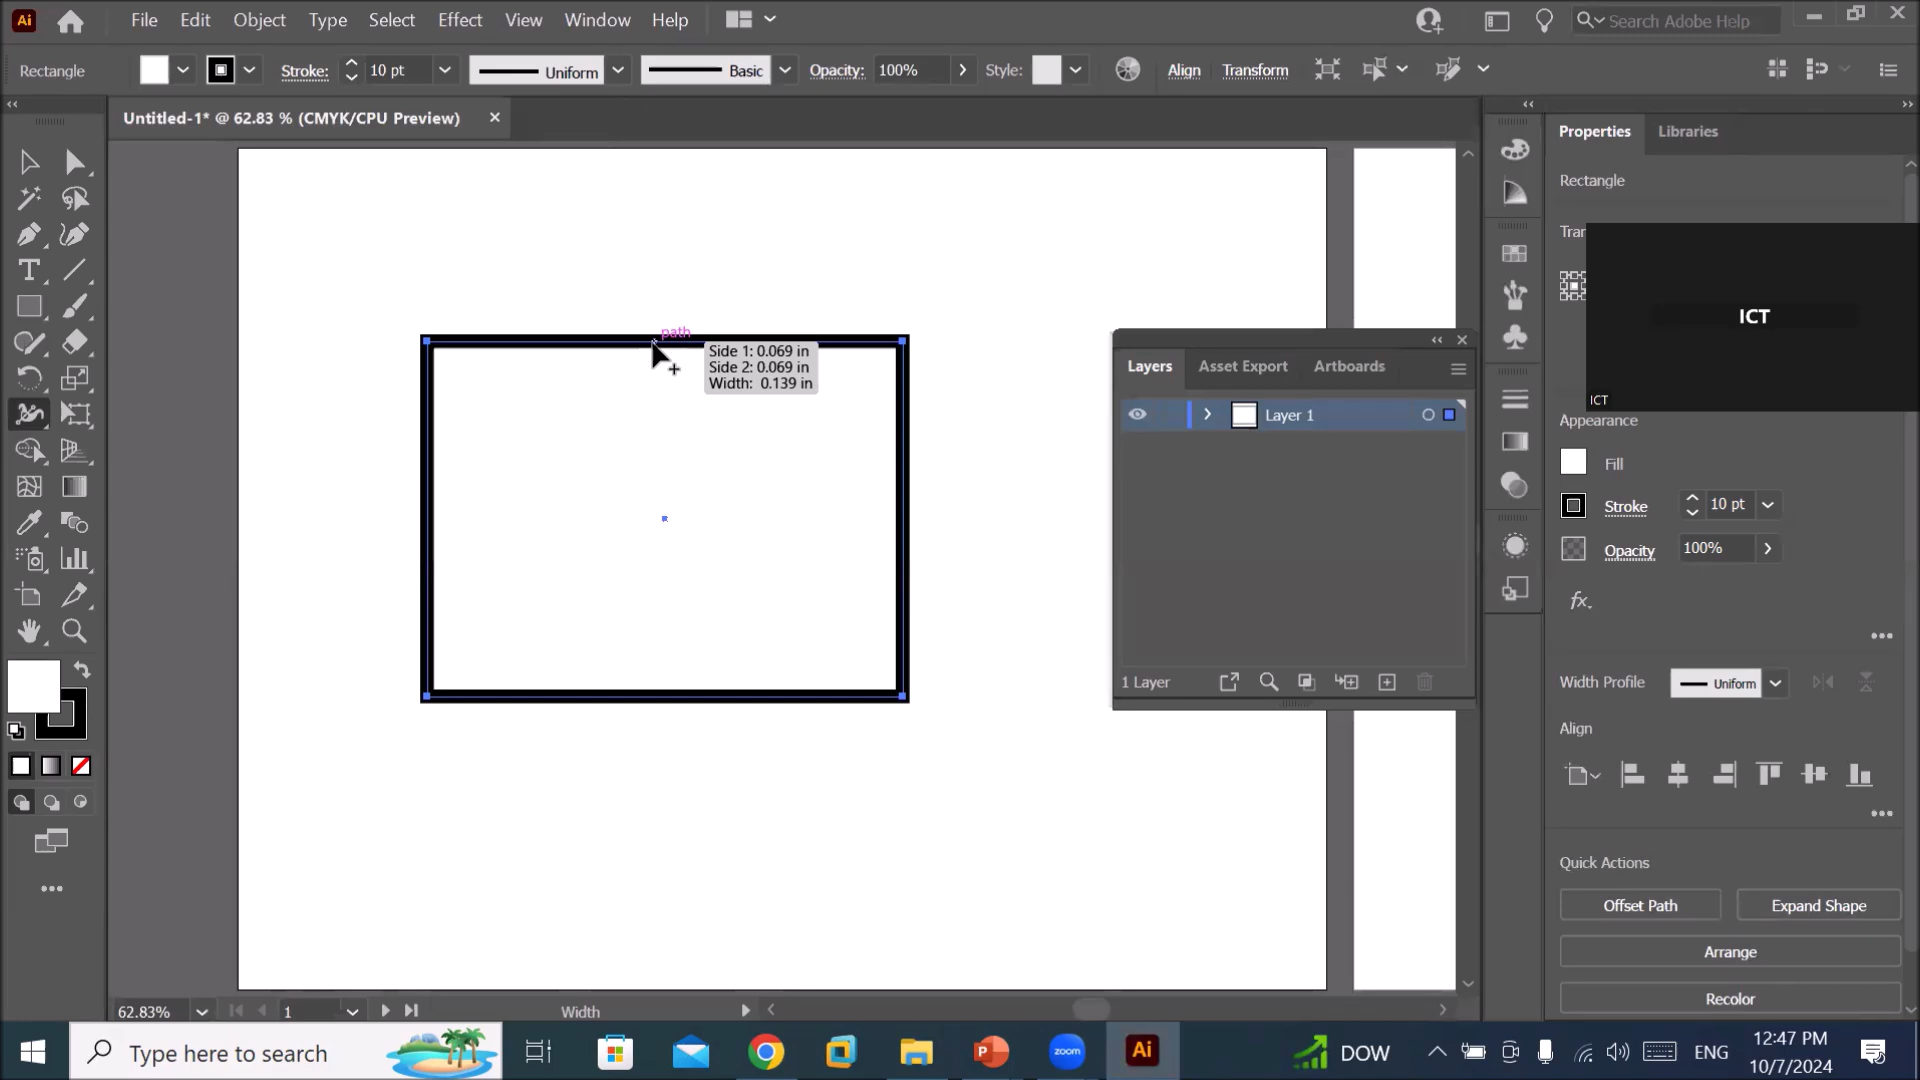 Ai File Edit Object Type Select Effect View Window Help Search Adobe Help
Rectangle Stroke: 10 pt Uniform Basic Opacity: 100% Style: Align Transform
Untitled-1* @ 62.83 % (CMYK/CPU Preview)
Properties Libraries
Rectangle
Tran
ICT
ICT
path
Side 1: 0.069 in
Side 2: 0.069 in
Width: 0.139 in
Layers Asset Export Artboards
Layer 1
1 Layer
Appearance
Fill
Stroke 10 pt
Opacity 100%
fx.
Width Profile Uniform
Align
Quick Actions
Offset Path Expand Shape
Arrange
Recolor
62.83% 1 Width
Type here to search zoom Ai DOW ENG 12:47 PM
10/7/2024